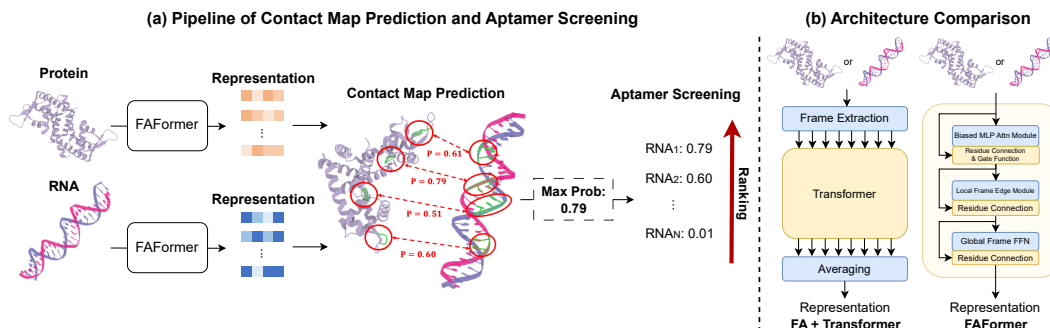 (a) Pipeline of Contact Map Prediction and Aptamer Screening
Protein
FAFormer
Representation
⋮
RNA
FAFormer
Representation
⋮
Contact Map Prediction
P = 0.61
P = 0.79
P = 0.51
P = 0.60
Max Prob:
0.79
Aptamer Screening
RNA₁: 0.79
RNA₂: 0.60
⋮
RNAN: 0.01
Ranking
(b) Architecture Comparison
or
Frame Extraction
Transformer
Averaging
Representation
FA + Transformer
or
Biased MLP Attn Module
Residue Connection
& Gate Function
Local Frame Edge Module
Residue Connection
Global Frame FFN
Residue Connection
Representation
FAFormer